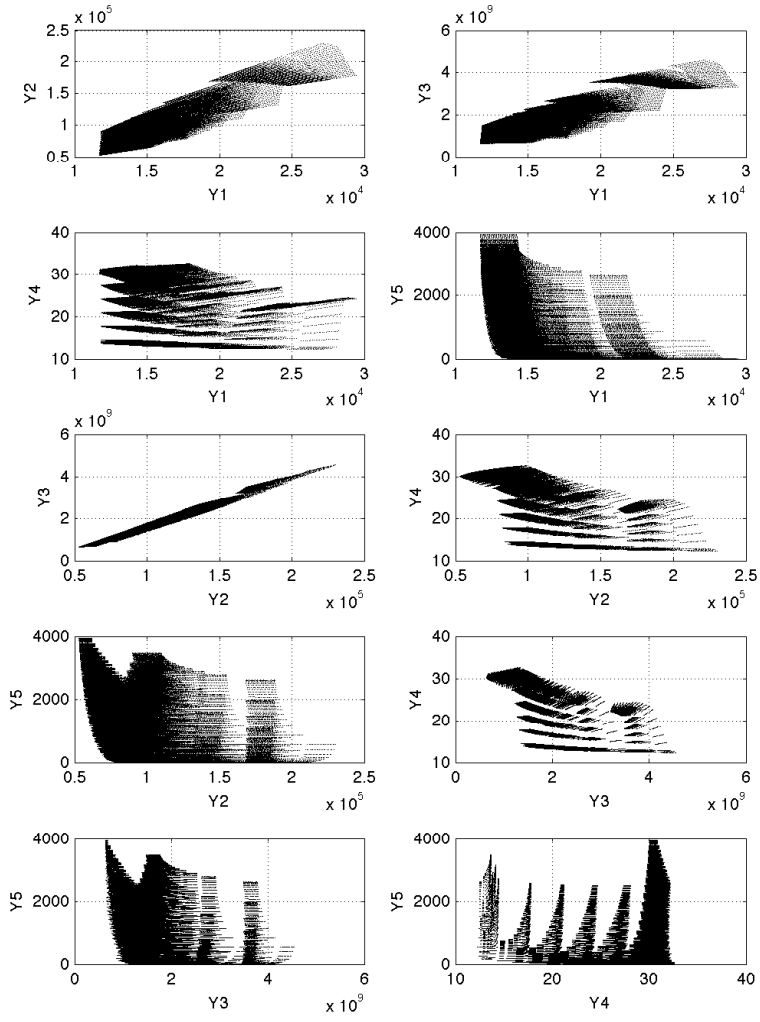 x 10^5 x 10^9
2.5 2 1.5 1 0.5 Y2 1 1.5 2 2.5 3 Y1 x 10^4
6 4 2 0 Y3 1 1.5 2 2.5 3 Y1 x 10^4
40 30 20 10 Y4 1 1.5 2 2.5 3 Y1 x 10^4
4000 2000 0 Y5 1 1.5 2 2.5 3 Y1 x 10^4
x 10^9
6 4 2 0 Y3 0.5 1 1.5 2 2.5 Y2 x 10^5
40 30 20 10 Y4 0.5 1 1.5 2 2.5 Y2 x 10^5
4000 2000 0 Y5 0.5 1 1.5 2 2.5 Y2 x 10^5
40 30 20 10 Y4 0 2 4 6 Y3 x 10^9
4000 2000 0 Y5 0 2 4 6 Y3 x 10^9
4000 2000 0 Y5 10 20 30 40 Y4